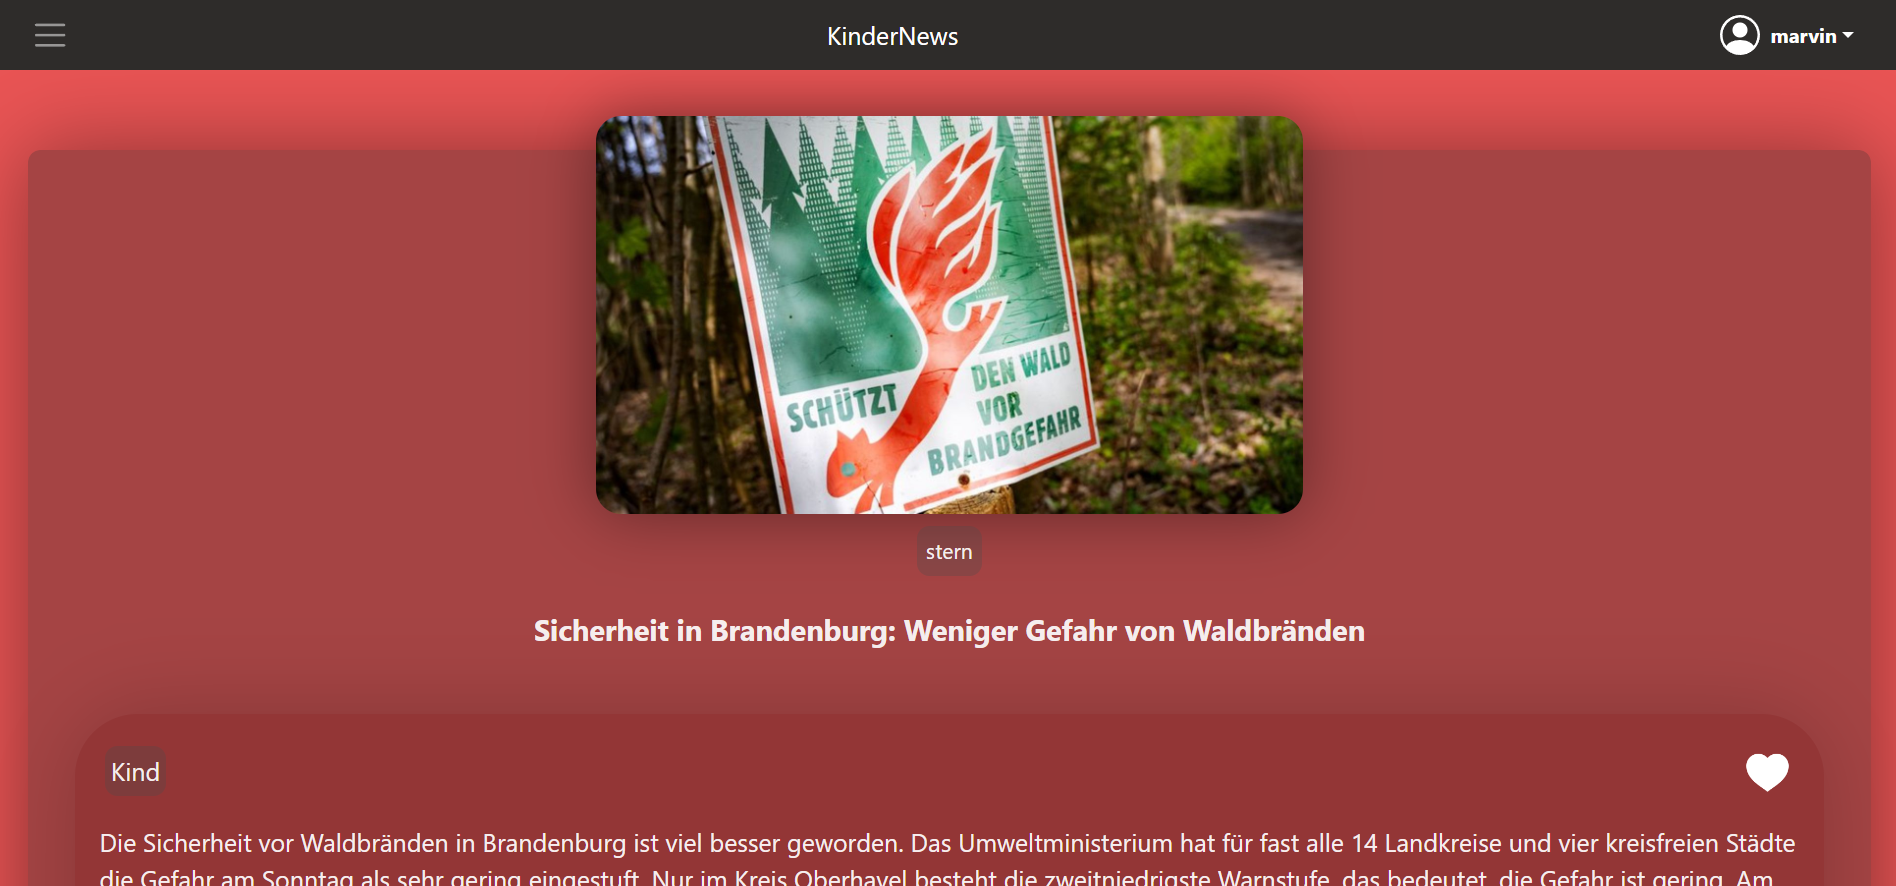 KinderNews
marvin
SCHÜTZT
DEN WALD
VOR
BRANDGEFAHR
stern
Sicherheit in Brandenburg: Weniger Gefahr von Waldbränden
Kind
Die Sicherheit vor Waldbränden in Brandenburg ist viel besser geworden. Das Umweltministerium hat für fast alle 14 Landkreise und vier kreisfreien Städte
die Gefahr am Sonntag als sehr gering eingestuft. Nur im Kreis Oberhavel besteht die zweitniedrigste Warnstufe, das bedeutet, die Gefahr ist gering. Am